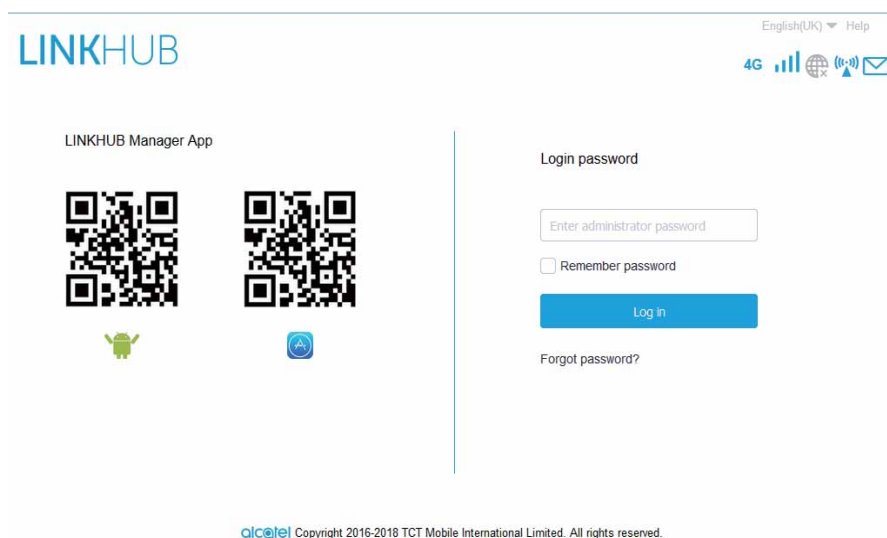 English(UK) Help
LINKHUB
4G
LINKHUB Manager App
Login password
Enter administrator password
Remember password
Log in
Forgot password?
alcatel Copyright 2016-2018 TCT Mobile International Limited. All rights reserved.